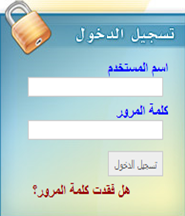 تسجيل الدخول
اسم المستخدم
كلمة المرور
تسجيل الدخول
هل فقدت كلمة المرور؟